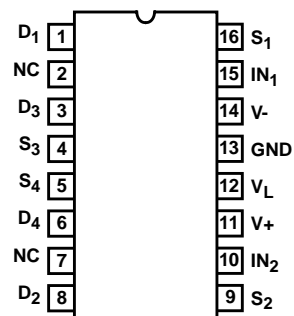 D1 1 16 S1
NC 2 15 IN1
D3 3 14 V-
S3 4 13 GND
S4 5 12 VL
D4 6 11 V+
NC 7 10 IN2
D2 8 9 S2